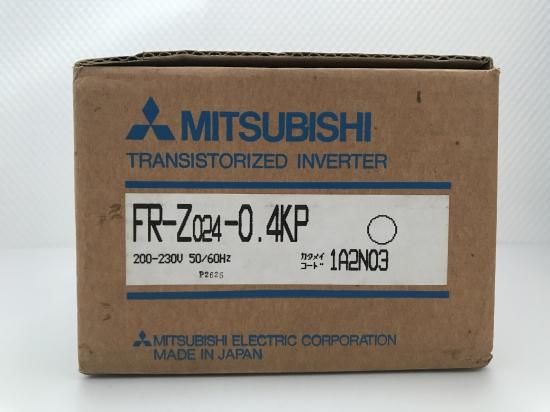 MITSUBISHI
TRANSISTORIZED INVERTER
FR-Z024-0.4KP
200-230V 50/60Hz
カタメイ
コード 1A2N03
P2626
MITSUBISHI ELECTRIC CORPORATION
MADE IN JAPAN